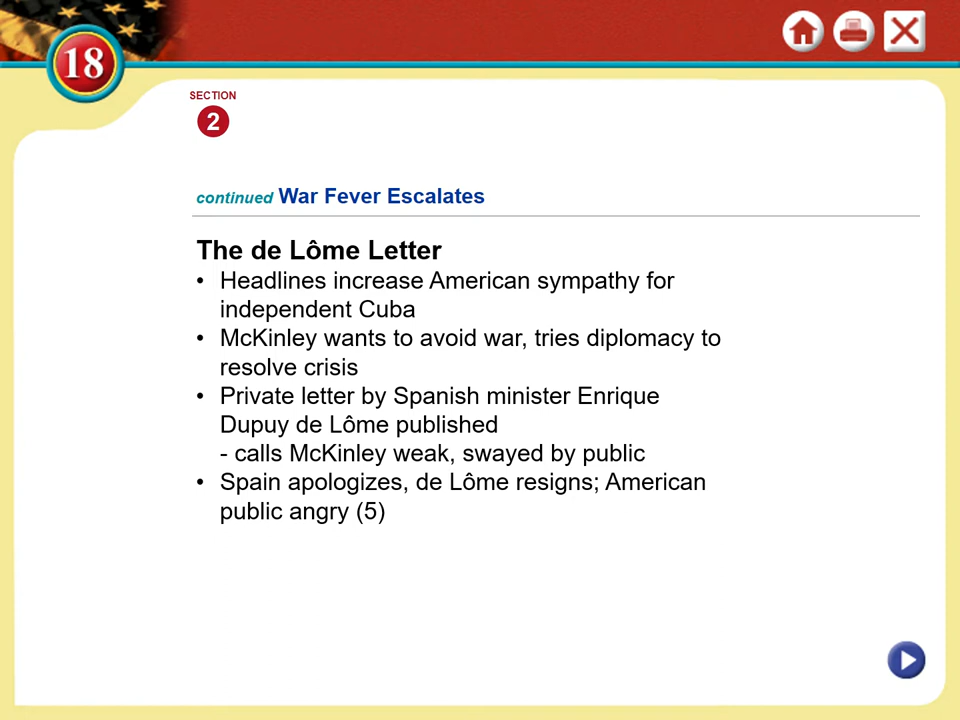 18
SECTION
2
continued War Fever Escalates
The de Lôme Letter
• Headlines increase American sympathy for
independent Cuba
• McKinley wants to avoid war, tries diplomacy to
resolve crisis
• Private letter by Spanish minister Enrique
Dupuy de Lôme published
- calls McKinley weak, swayed by public
• Spain apologizes, de Lôme resigns; American
public angry (5)